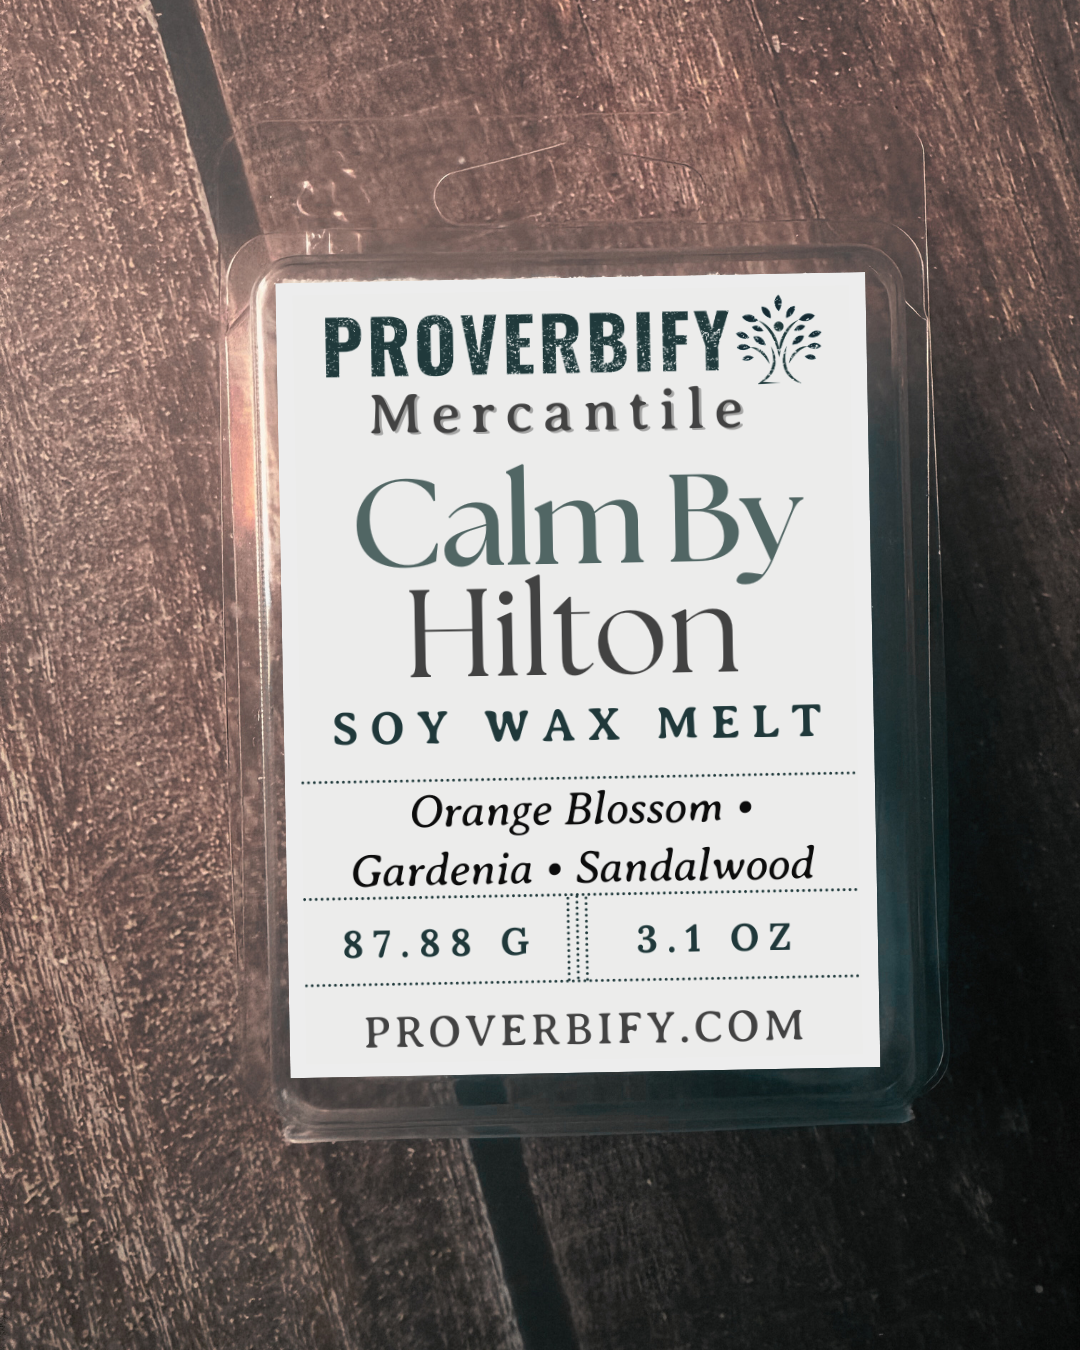 PROVERBIFY
Mercantile
Calm By
Hilton
SOY WAX MELT
Orange Blossom •
Gardenia • Sandalwood
87.88 G
3.1 OZ
PROVERBIFY.COM